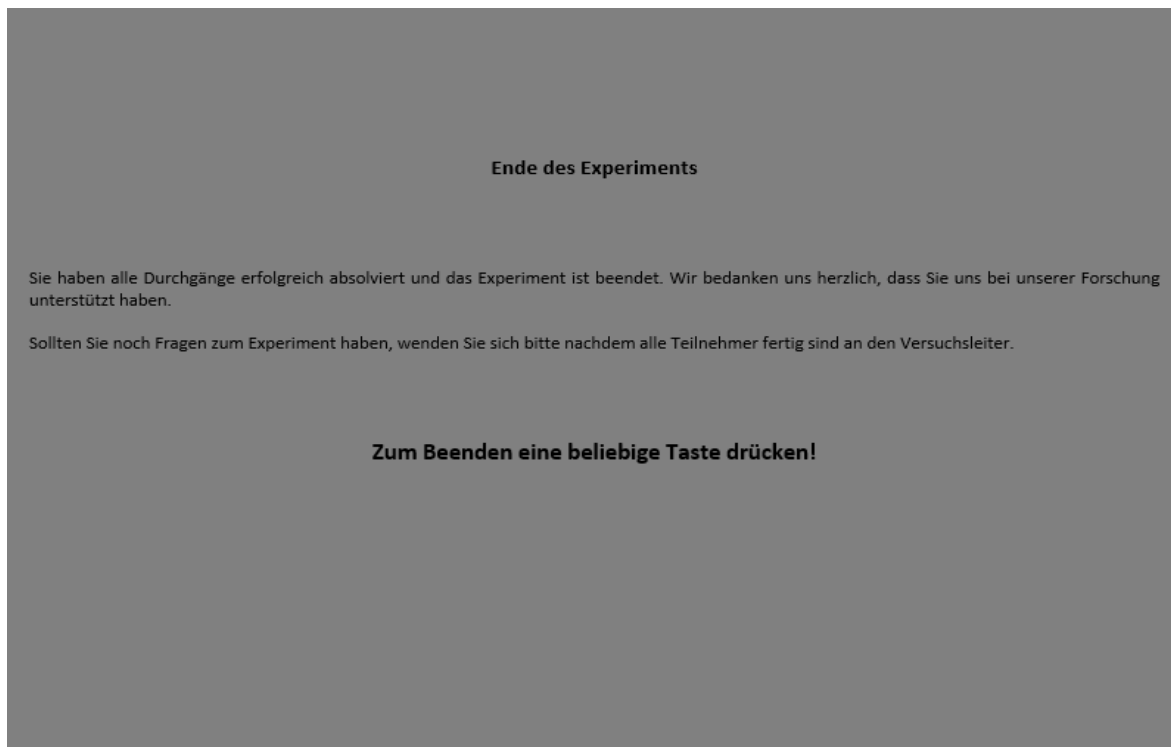 Ende des Experiments
Sie haben alle Durchgänge erfolgreich absolviert und das Experiment ist beendet. Wir bedanken uns herzlich, dass Sie uns bei unserer Forschung
unterstützt haben.
Sollten Sie noch Fragen zum Experiment haben, wenden Sie sich bitte nachdem alle Teilnehmer fertig sind an den Versuchsleiter.
Zum Beenden eine beliebige Taste drücken!